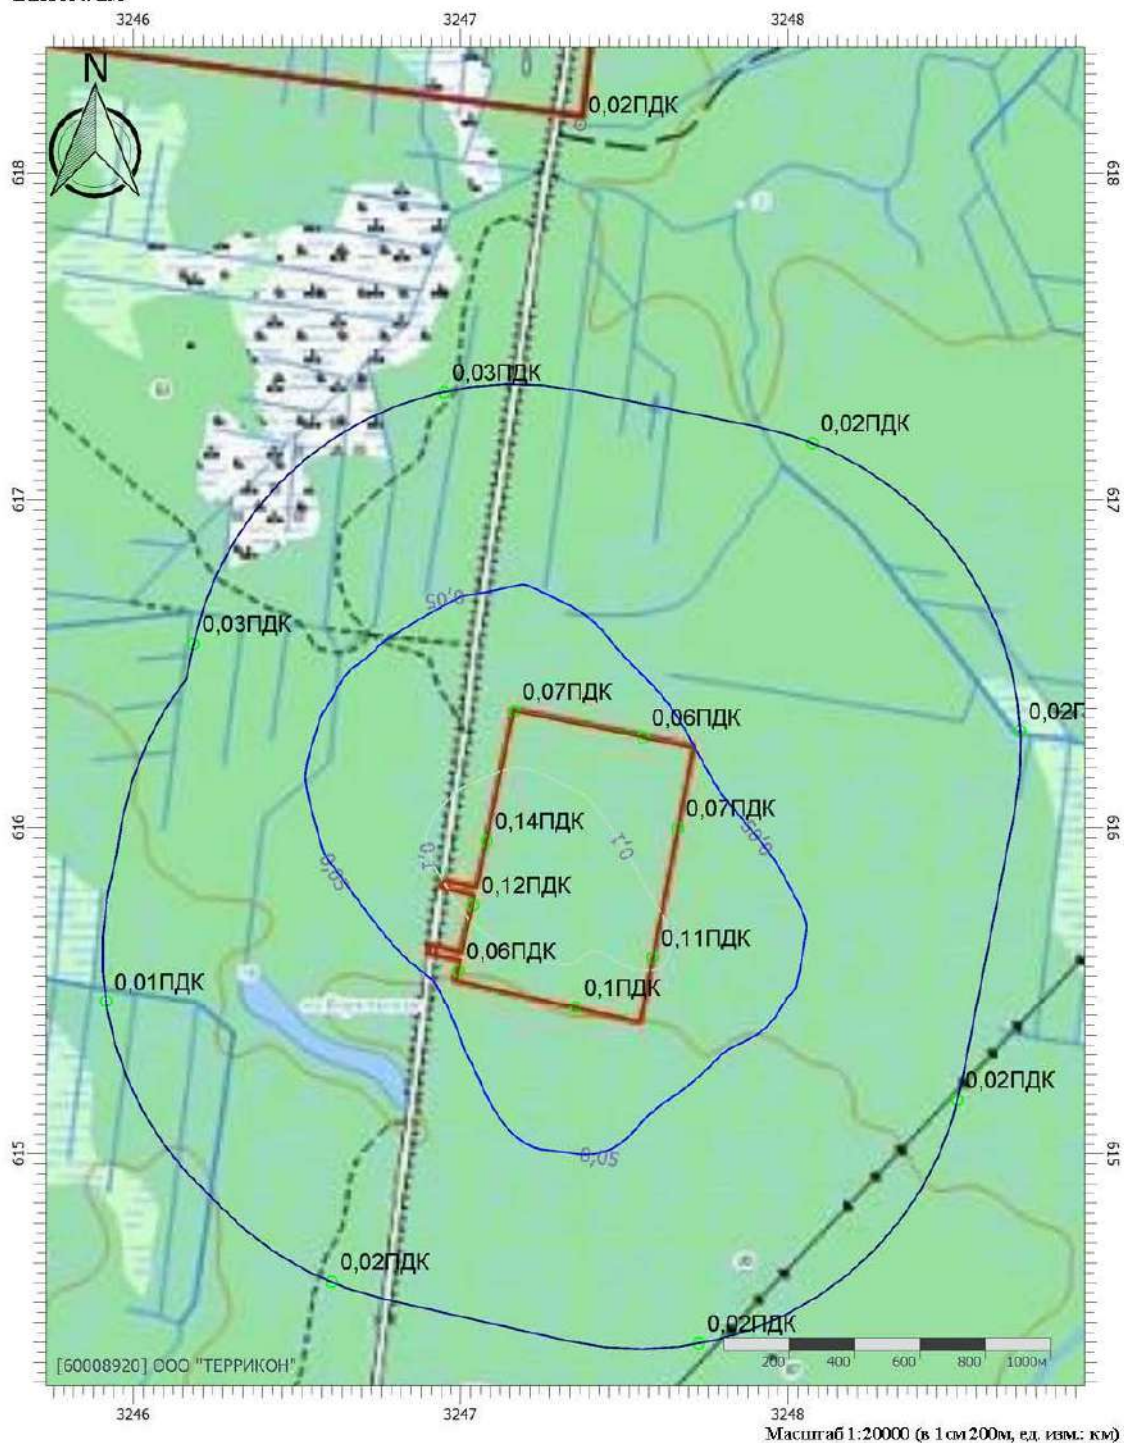 3246 3247 3248
N
0,02ПДК
618 618
0,03ПДК
0,02ПДК
617 617
0,05
0,03ПДК
0,07ПДК
0,06ПДК
0,02П
0,14ПДК
0,07ПДК
616 616
0,1
0,1
0,05
0,05
0,12ПДК
0,06ПДК
0,11ПДК
0,01ПДК
0,1ПДК
0,02ПДК
615 615
0,05
0,02ПДК
0,02ПДК
[60008920] ООО "ТЕРРИКОН"
200 400 600 800 1000м
3246 3247 3248
Масштаб 1:20000 (в 1см 200м, ед. изм.: км)